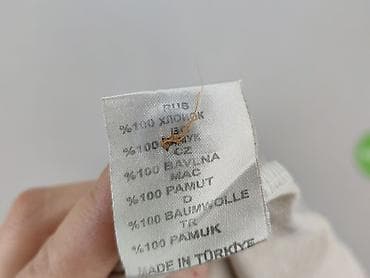 RUS
%100 ХЛОПОК
%100
CZ
%100 BAVLNA
MAC
%100 PAMUT
D
%100 BAUMWOLLE
TR
%100 PAMUK
MADE IN TÜRKİYE